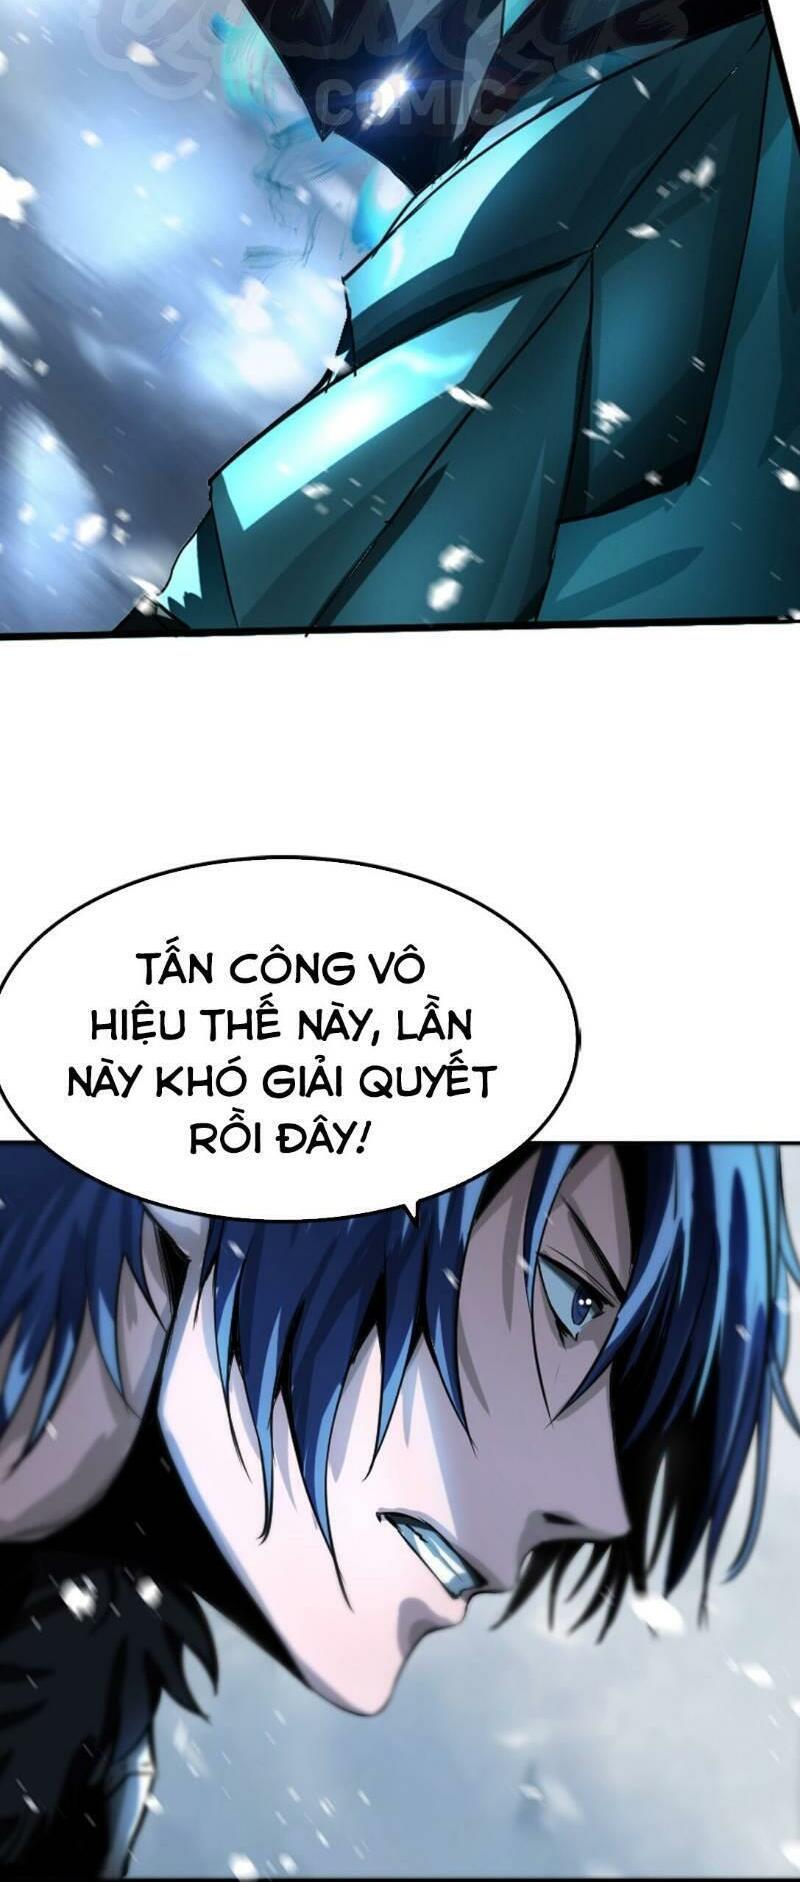 COMIC
TẤN CÔNG VÔ
HIỆU THẾ NÀY, LẦN
NÀY KHÓ GIẢI QUYẾT
RỒI ĐÂY!